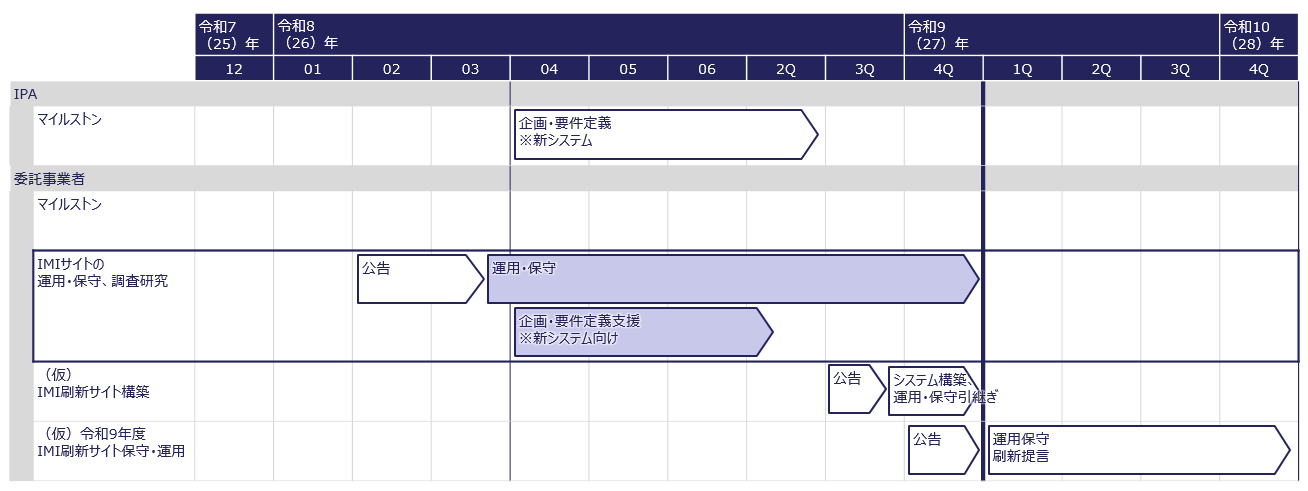 令和7
（25）年
令和8
（26）年
令和9
（27）年
令和10
（28）年
12
01
02
03
04
05
06
2Q
3Q
4Q
1Q
2Q
3Q
4Q
IPA
マイルストン
企画・要件定義
※新システム
委託事業者
マイルストン
IMIサイトの
運用・保守、調査研究
公告
運用・保守
企画・要件定義支援
※新システム向け
（仮）
IMI刷新サイト構築
公告
システム構築、
運用・保守引継ぎ
（仮）令和9年度
IMI刷新サイト保守・運用
公告
運用保守
刷新提言